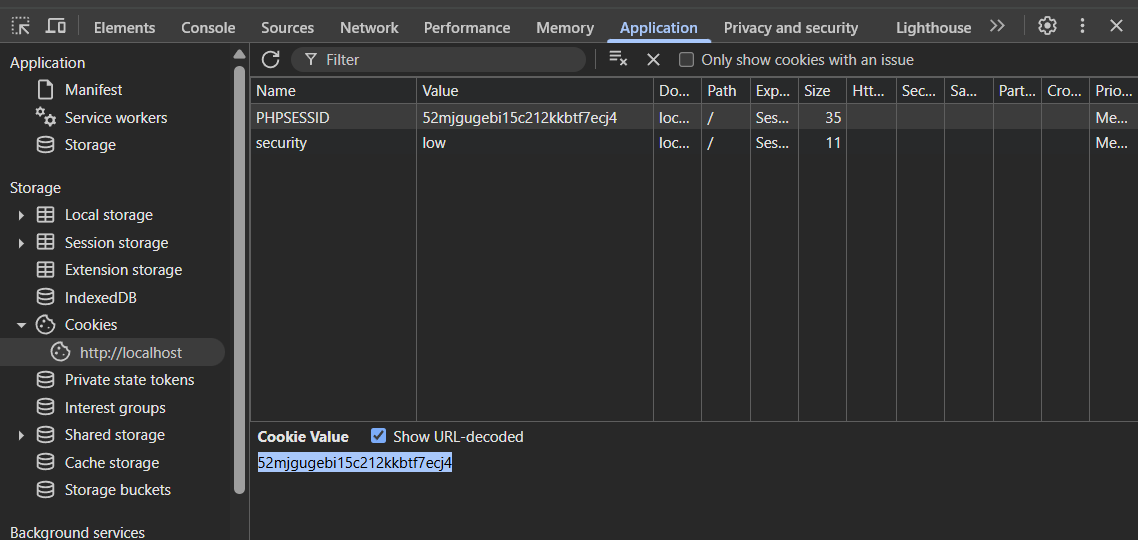 Elements Console Sources Network Performance Memory Application Privacy and security Lighthouse
Application
Manifest
Service workers
Storage
Storage
Local storage
Session storage
Extension storage
IndexedDB
Cookies
http://localhost
Private state tokens
Interest groups
Shared storage
Cache storage
Storage buckets
Background services
Filter Only show cookies with an issue
Name Value Do... Path Exp... Size Htt... Sec... Sa... Part... Cro... Prio...
PHPSESSID 52mjgugebi15c212kkbtf7ecj4 loc... / Ses... 35 Me...
security low loc... / Ses... 11 Me...
Cookie Value Show URL-decoded
52mjgugebi15c212kkbtf7ecj4